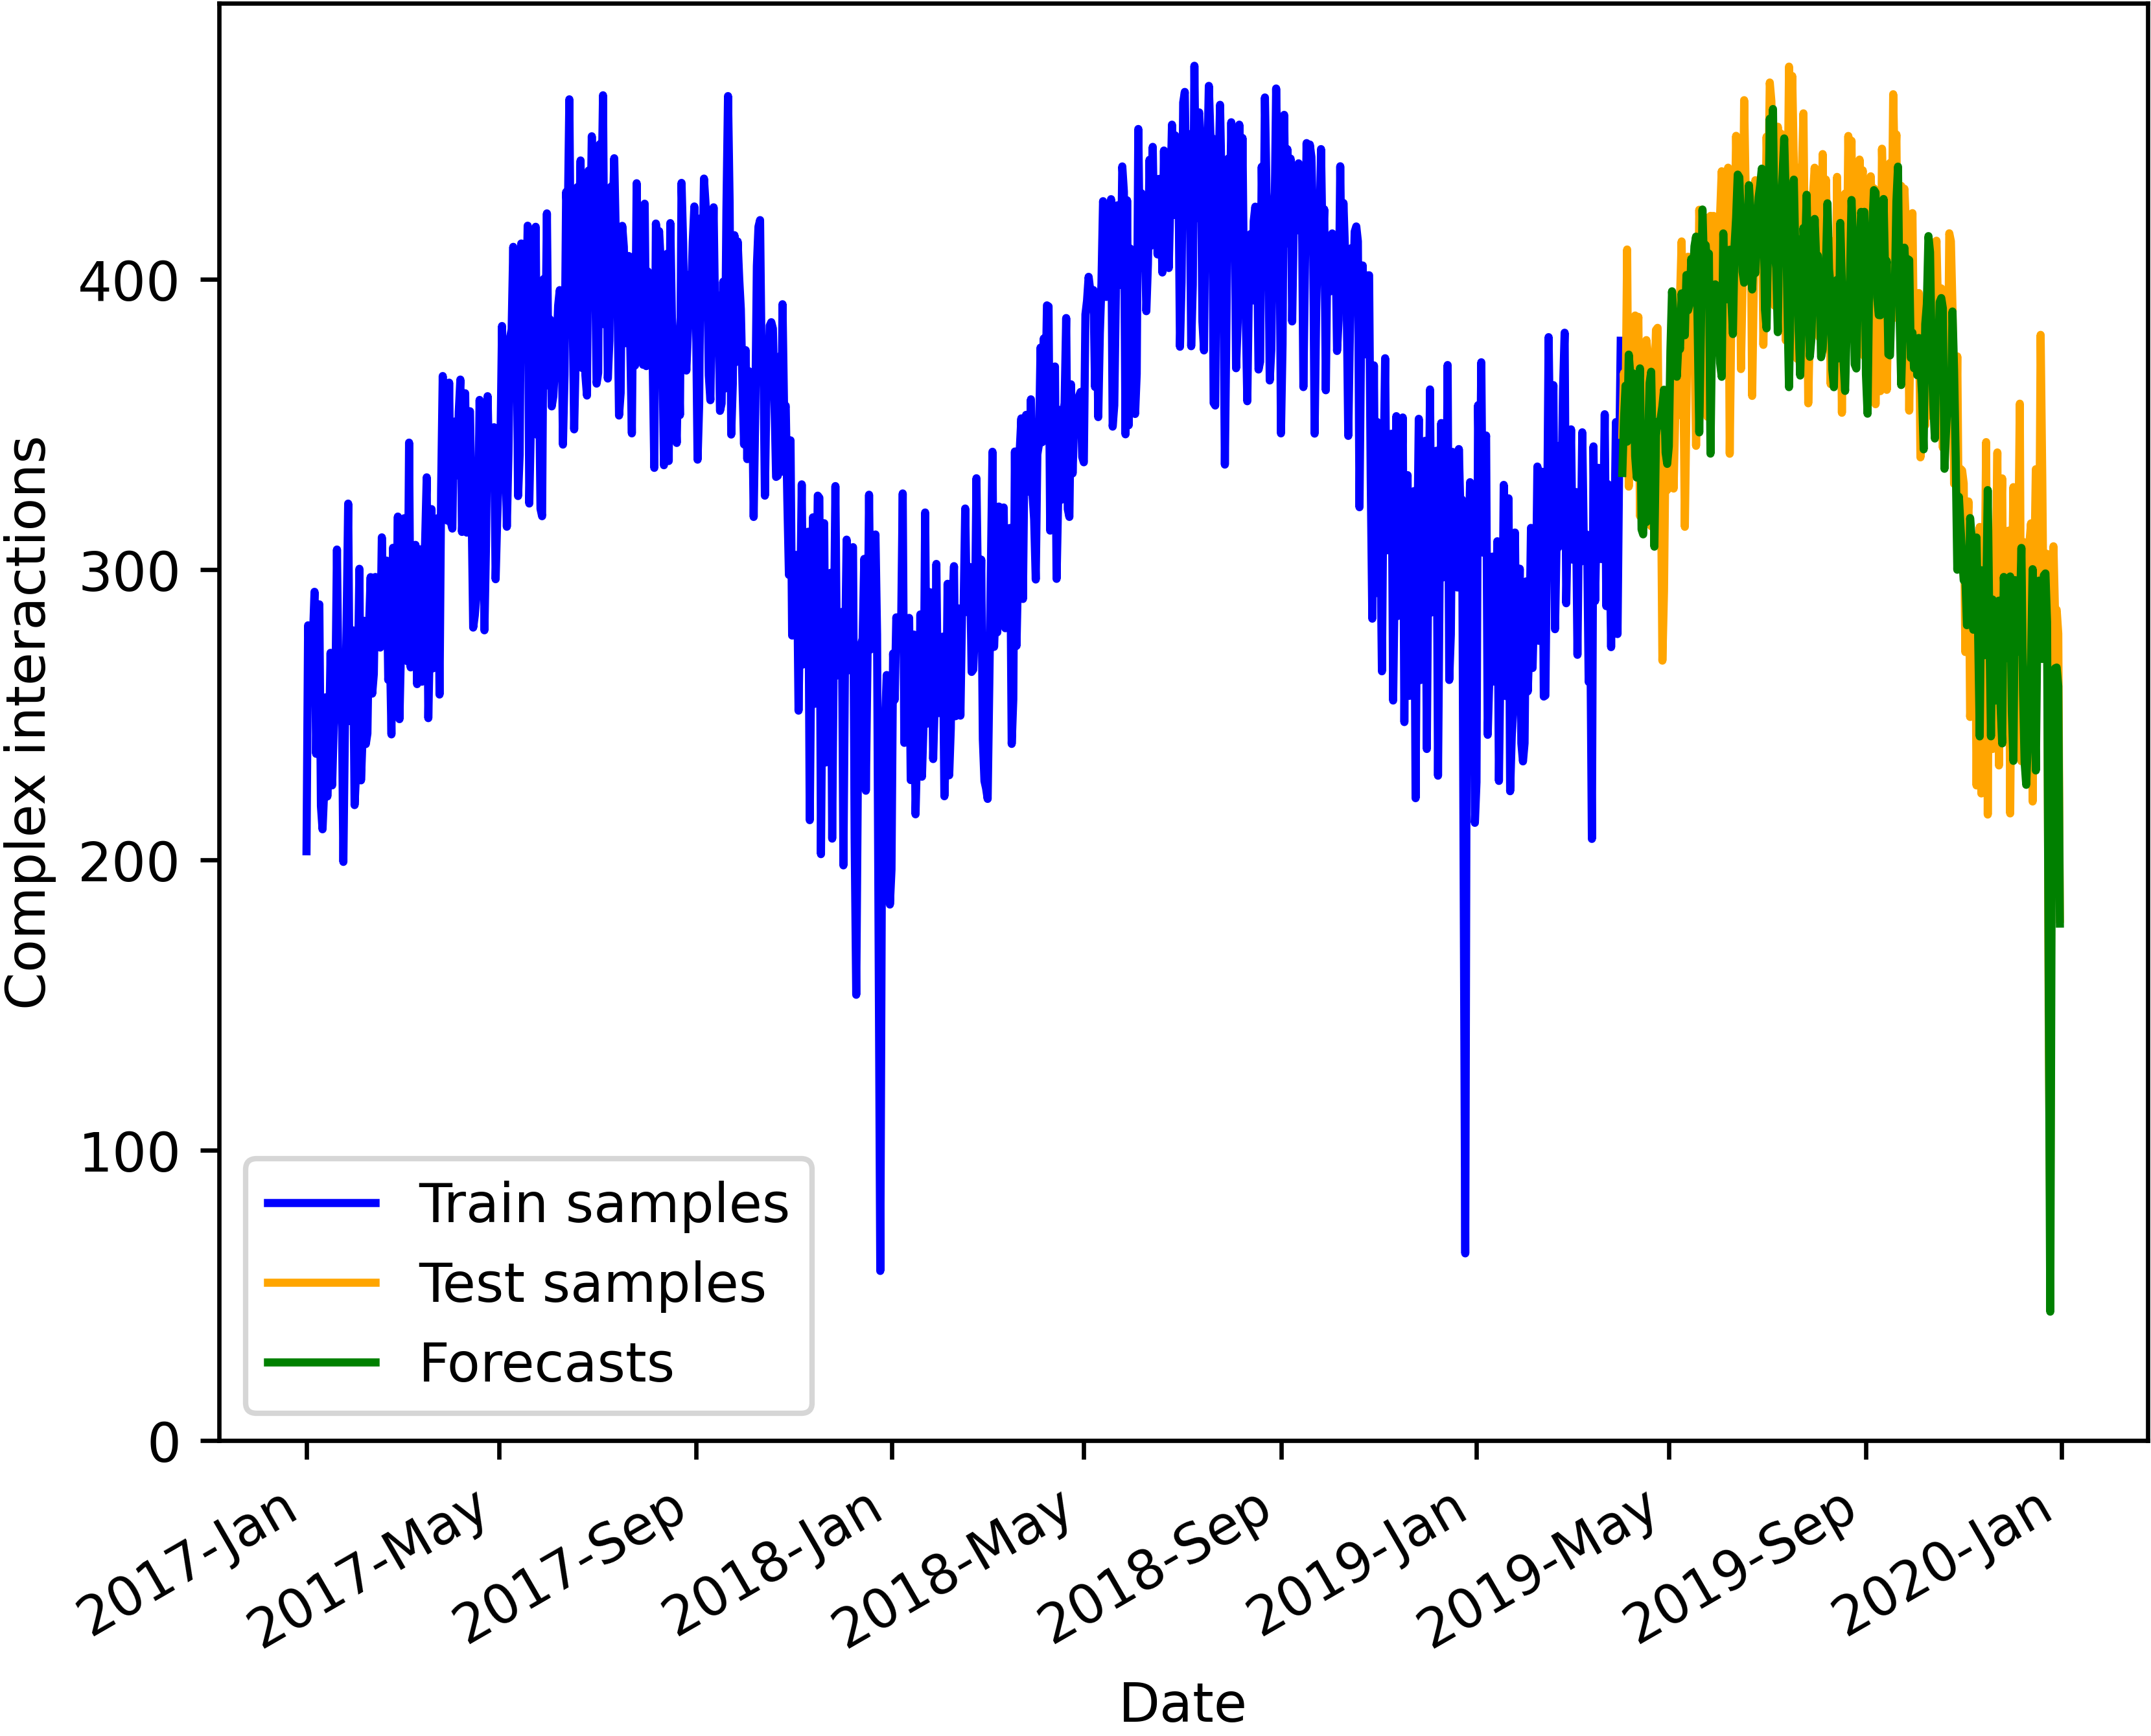 Complex interactions
400
300
200
100
0
Train samples
Test samples
Forecasts
2017-Jan
2017-May
2017-Sep
2018-Jan
2018-May
2018-Sep
2019-Jan
2019-May
2019-Sep
2020-Jan
Date